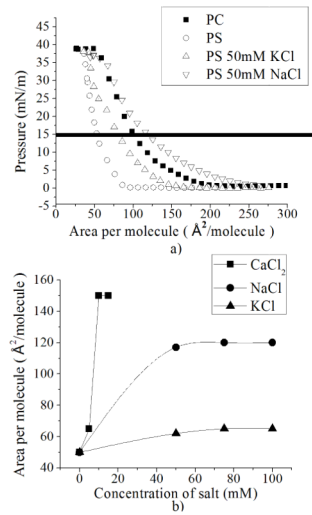 PC
PS
PS 50mM KCl
PS 50mM NaCl
Pressure (mN/m)
45
40
35
30
25
20
15
10
5
0
-5
0 50 100 150 200 250 300
Area per molecule ( Å²/molecule )
a)
CaCl₂
NaCl
KCl
Area per molecule ( Å²/molecule )
160
140
120
100
80
60
40
0 20 40 60 80 100
Concentration of salt (mM)
b)